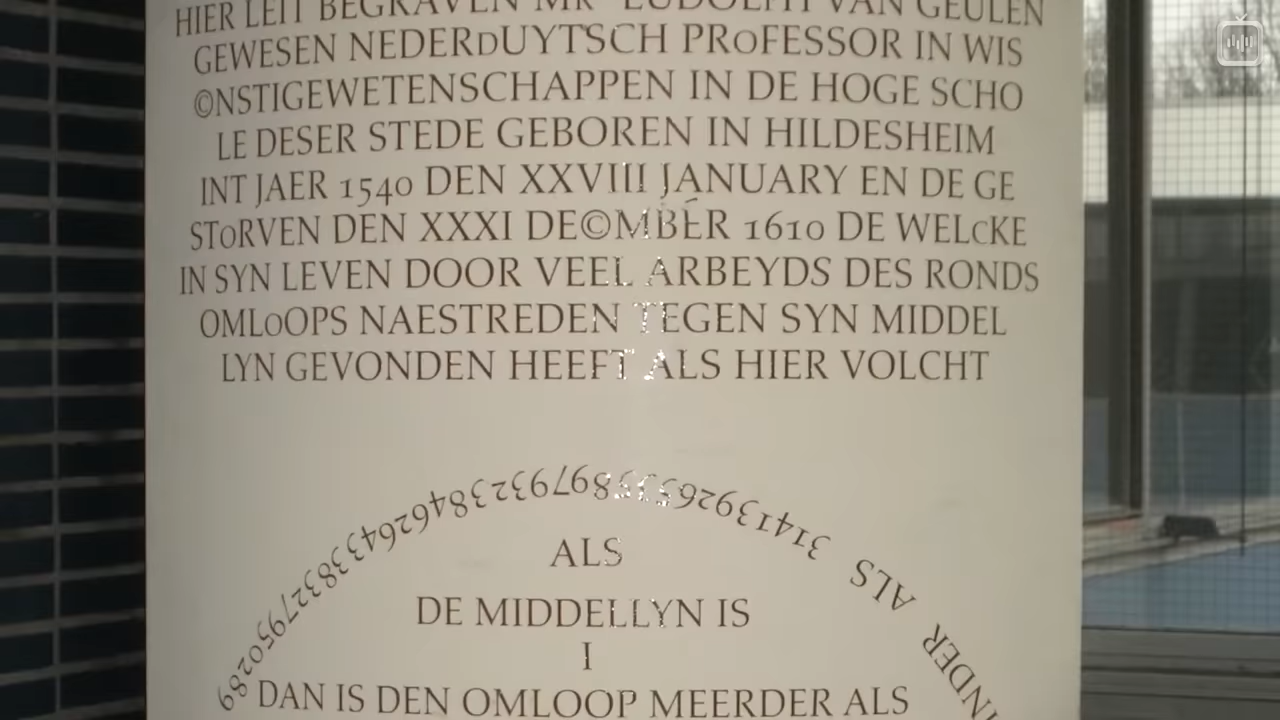 HIER LEIT BEGRAVEN MR LUDOLFF VAN CEULEN
GEWESEN NEDERDUYTSCH PROFESSOR IN WIS
CONSTIGEWETENSCHAPPEN IN DE HOGE SCHO
LE DESER STEDE GEBOREN IN HILDESHEIM
INT JAER 1540 DEN XXVIII JANUARY EN DE GE
STORVEN DEN XXXI DECEMBER 1610 DE WELCKE
IN SYN LEVEN DOOR VEEL ARBEYDS DES RONDS
OMLOOPS NAESTREDEN TEGEN SYN MIDDEL
LYN GEVONDEN HEEFT ALS HIER VOLCHT
INDER ALS 314159265358979323846264338327950289
ALS
DE MIDDELLYN IS
I
DAN IS DEN OMLOOP MEERDER ALS